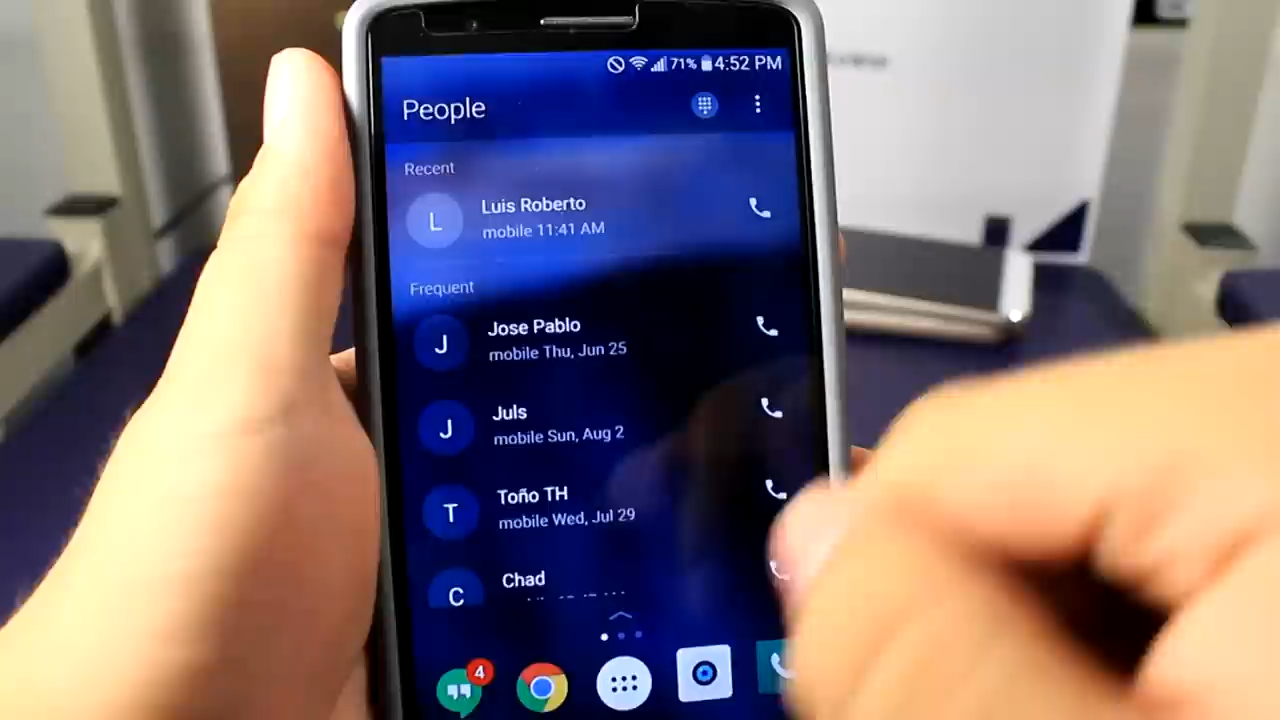 71% 4:52 PM
People
Recent
L
Luis Roberto
mobile 11:41 AM
Frequent
J
Jose Pablo
mobile Thu, Jun 25
J
Juls
mobile Sun, Aug 2
T
Toño TH
mobile Wed, Jul 29
C
Chad
4